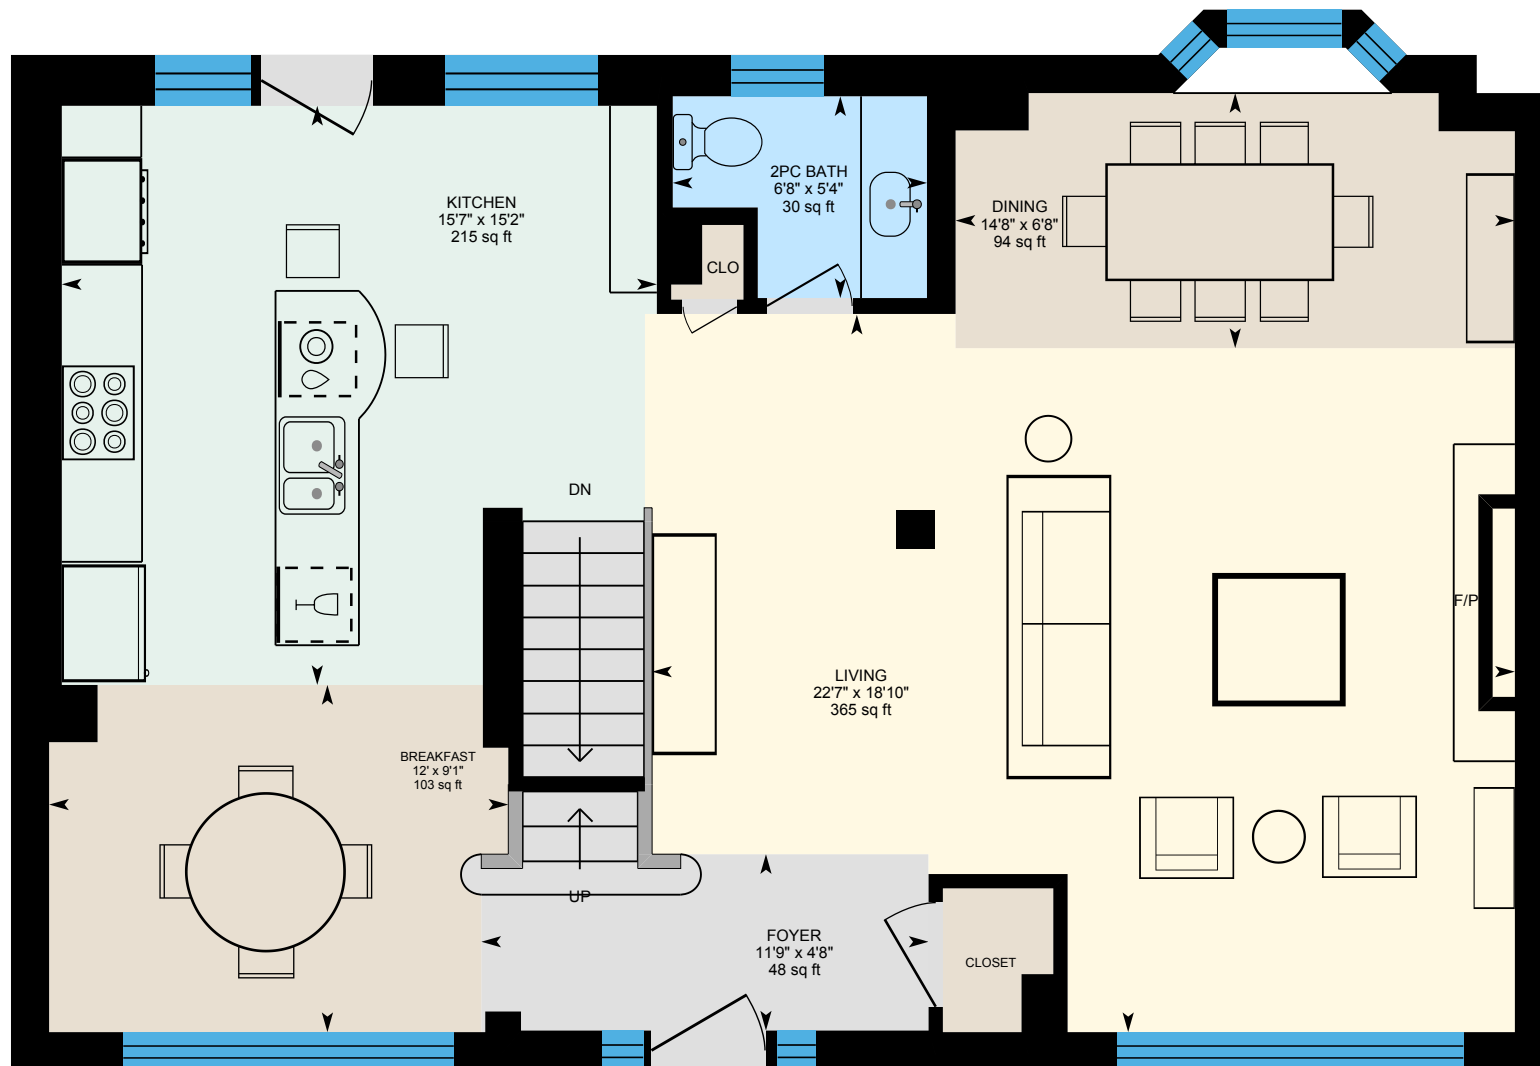 KITCHEN
15'7" x 15'2"
215 sq ft
2PC BATH
6'8" x 5'4"
30 sq ft
CLO
DINING
14'8" x 6'8"
94 sq ft
DN
F/P
LIVING
22'7" x 18'10"
365 sq ft
BREAKFAST
12' x 9'1"
103 sq ft
UP
FOYER
11'9" x 4'8"
48 sq ft
CLOSET